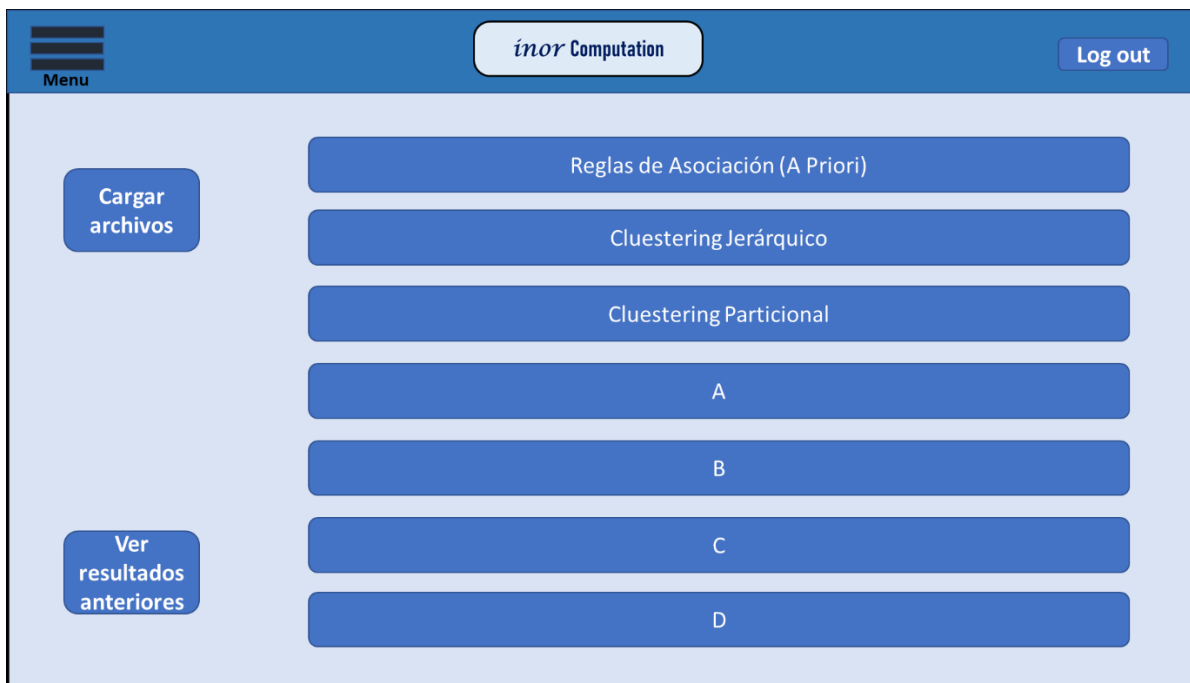 Menu
ínor Computation
Log out
Cargar
archivos
Reglas de Asociación (A Priori)
Cluestering Jerárquico
Cluestering Particional
A
B
C
D
Ver
resultados
anteriores